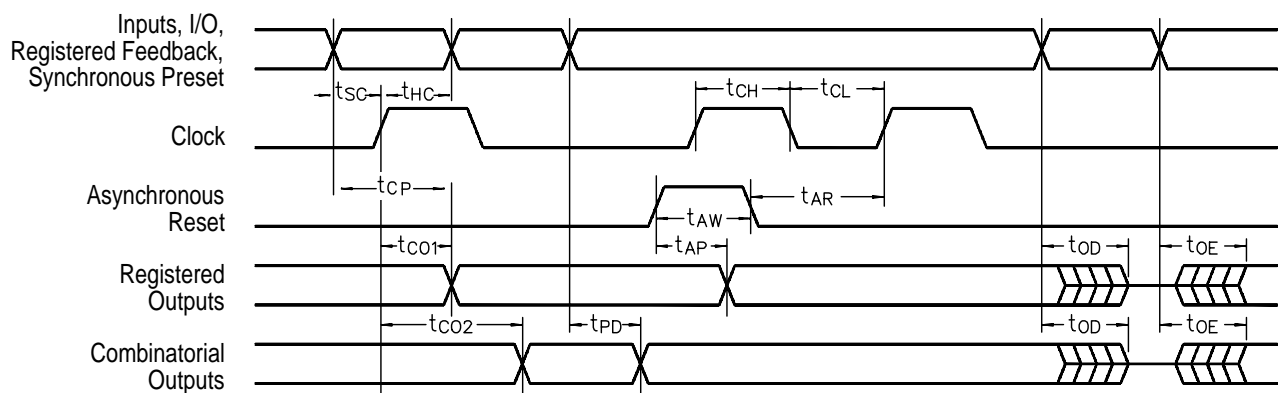 Inputs, I/O,
Registered Feedback,
Synchronous Preset
tSC
tHC
tCH
tCL
Clock
tCP
Asynchronous
Reset
tAW
tAR
tCO1
tAP
tOD
tOE
Registered
Outputs
tCO2
tPD
tOD
tOE
Combinatorial
Outputs